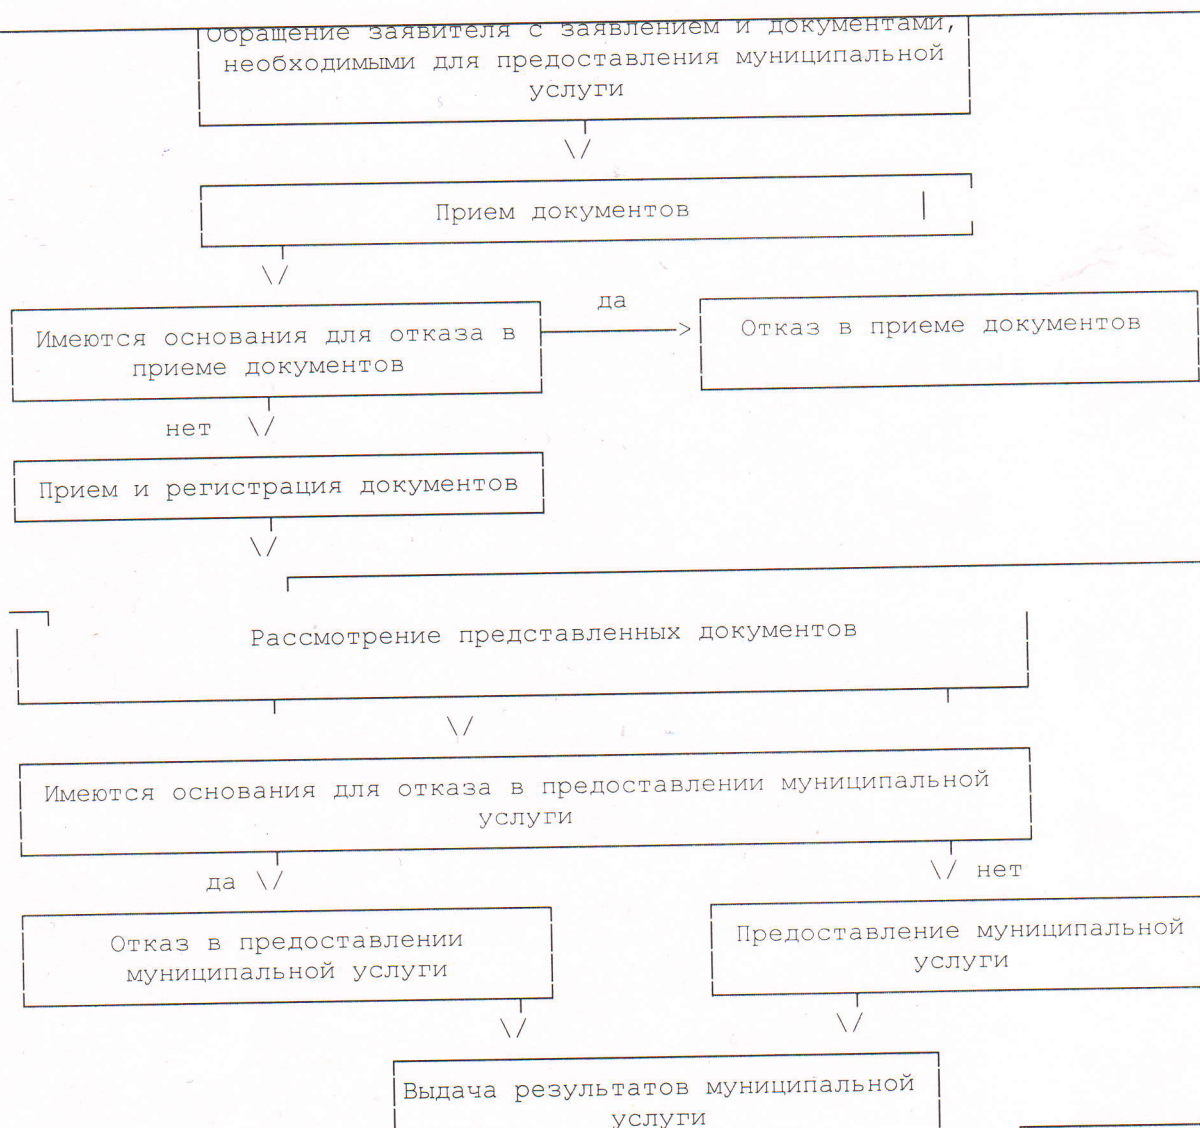 Обращение заявителя с заявлением и документами,
необходимыми для предоставления муниципальной
услуги
\/
Прием документов
\/
да
Имеются основания для отказа в
приеме документов
>
Отказ в приеме документов
нет \/
Прием и регистрация документов
\/
Рассмотрение представленных документов
\/
Имеются основания для отказа в предоставлении муниципальной
услуги
да \/
\/ нет
Отказ в предоставлении
муниципальной услуги
Предоставление муниципальной
услуги
\/
\/
Выдача результатов муниципальной
услуги